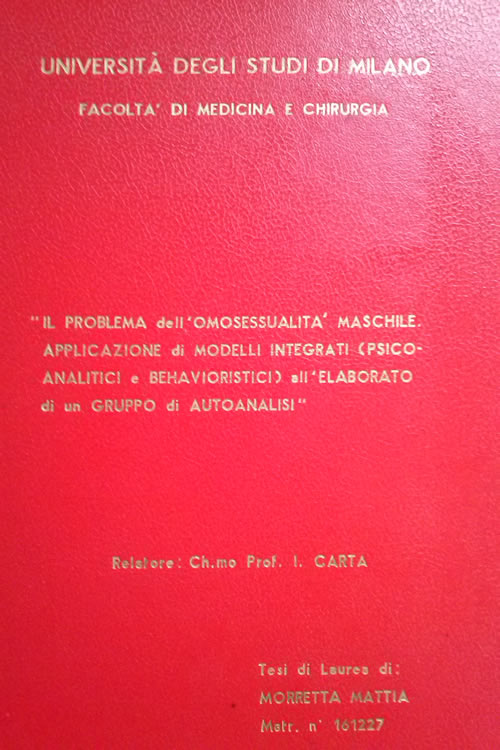 UNIVERSITÀ DEGLI STUDI DI MILANO
FACOLTA' DI MEDICINA E CHIRURGIA
"IL PROBLEMA dell'OMOSESSUALITA' MASCHILE.
APPLICAZIONE di MODELLI INTEGRATI (PSICO-
ANALITICI e BEHAVIORISTICI) all'ELABORATO
di un GRUPPO di AUTOANALISI"
Relatore: Ch.mo Prof. I. CARTA
Tesi di Laurea di:
MORRETTA MATTIA
Matr. n° 161227